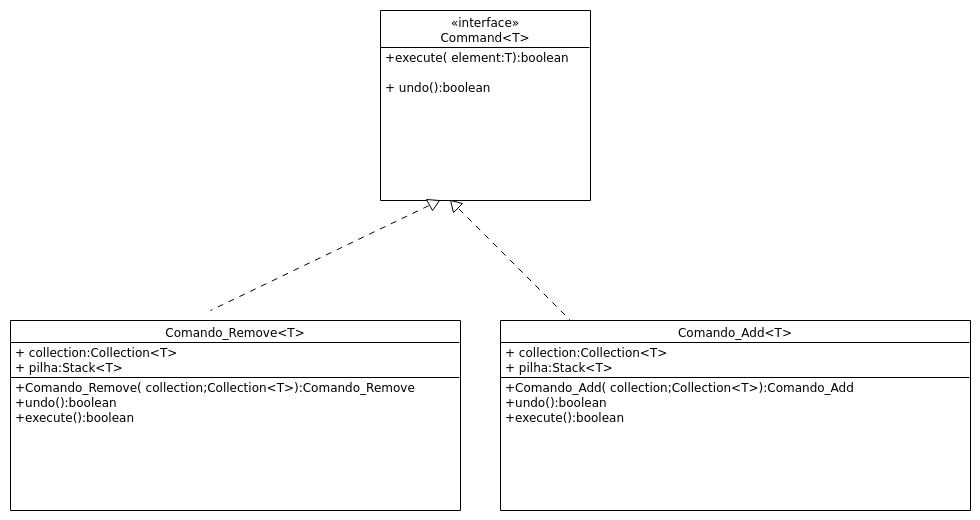 «interface»
Command<T>
+execute( element:T):boolean
+ undo():boolean
Comando_Remove<T>
+ collection:Collection<T>
+ pilha:Stack<T>
+Comando_Remove( collection;Collection<T>):Comando_Remove
+undo():boolean
+execute():boolean
Comando_Add<T>
+ collection:Collection<T>
+ pilha:Stack<T>
+Comando_Add( collection;Collection<T>):Comando_Add
+undo():boolean
+execute():boolean